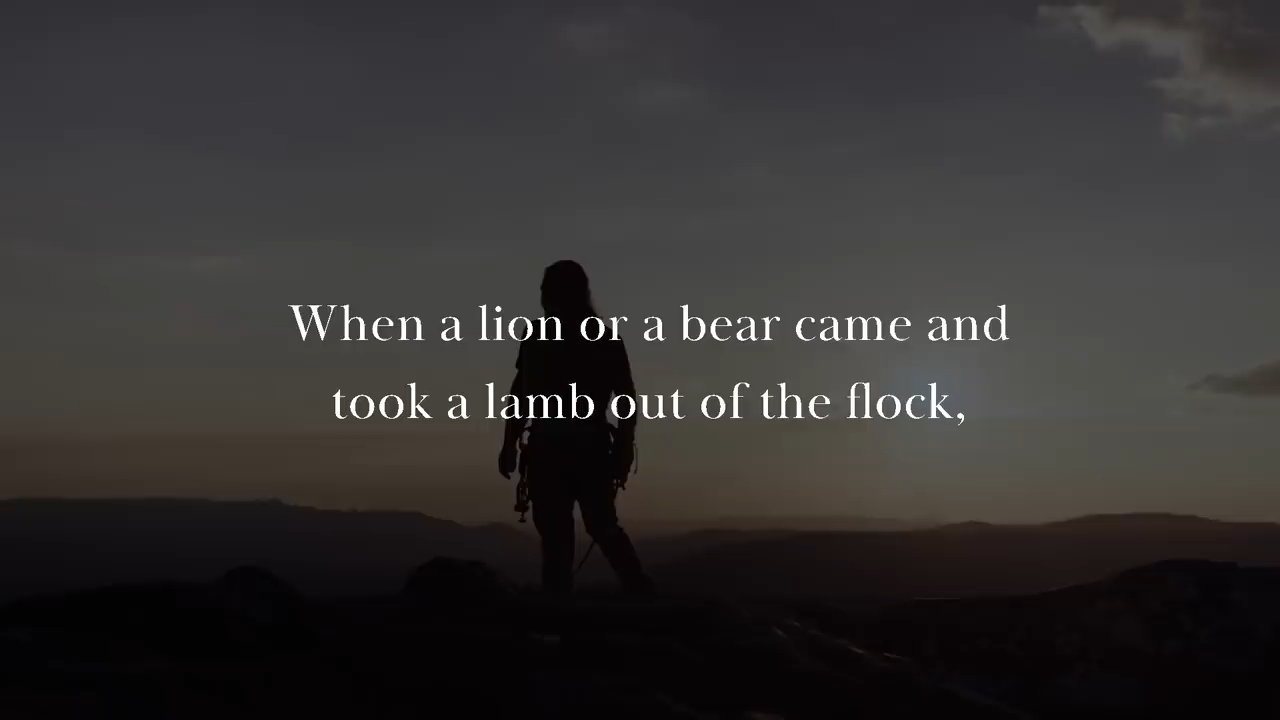 When a lion or a bear came and
took a lamb out of the flock,